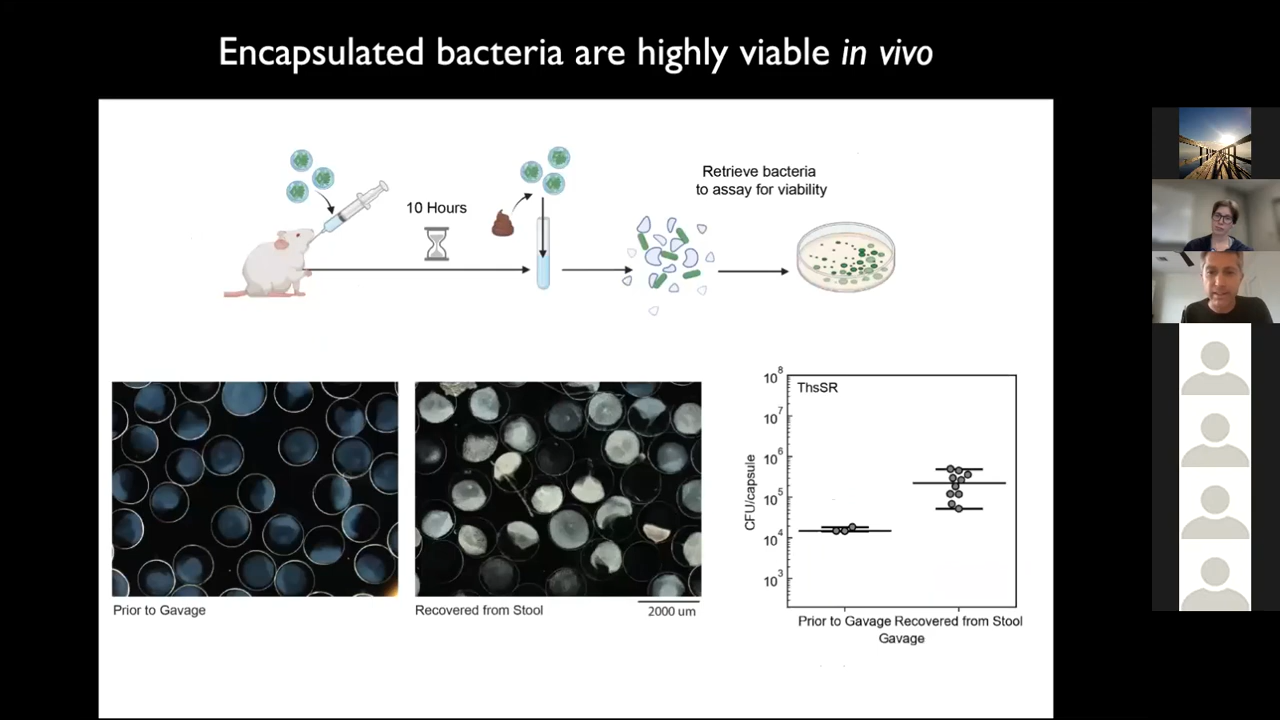 Encapsulated bacteria are highly viable in vivo
10 Hours
Retrieve bacteria
to assay for viability
Prior to Gavage
Recovered from Stool
2000 um
ThsSR
10^8
10^7
10^6
10^5
10^4
10^3
CFU/capsule
Prior to Gavage Recovered from Stool
Gavage